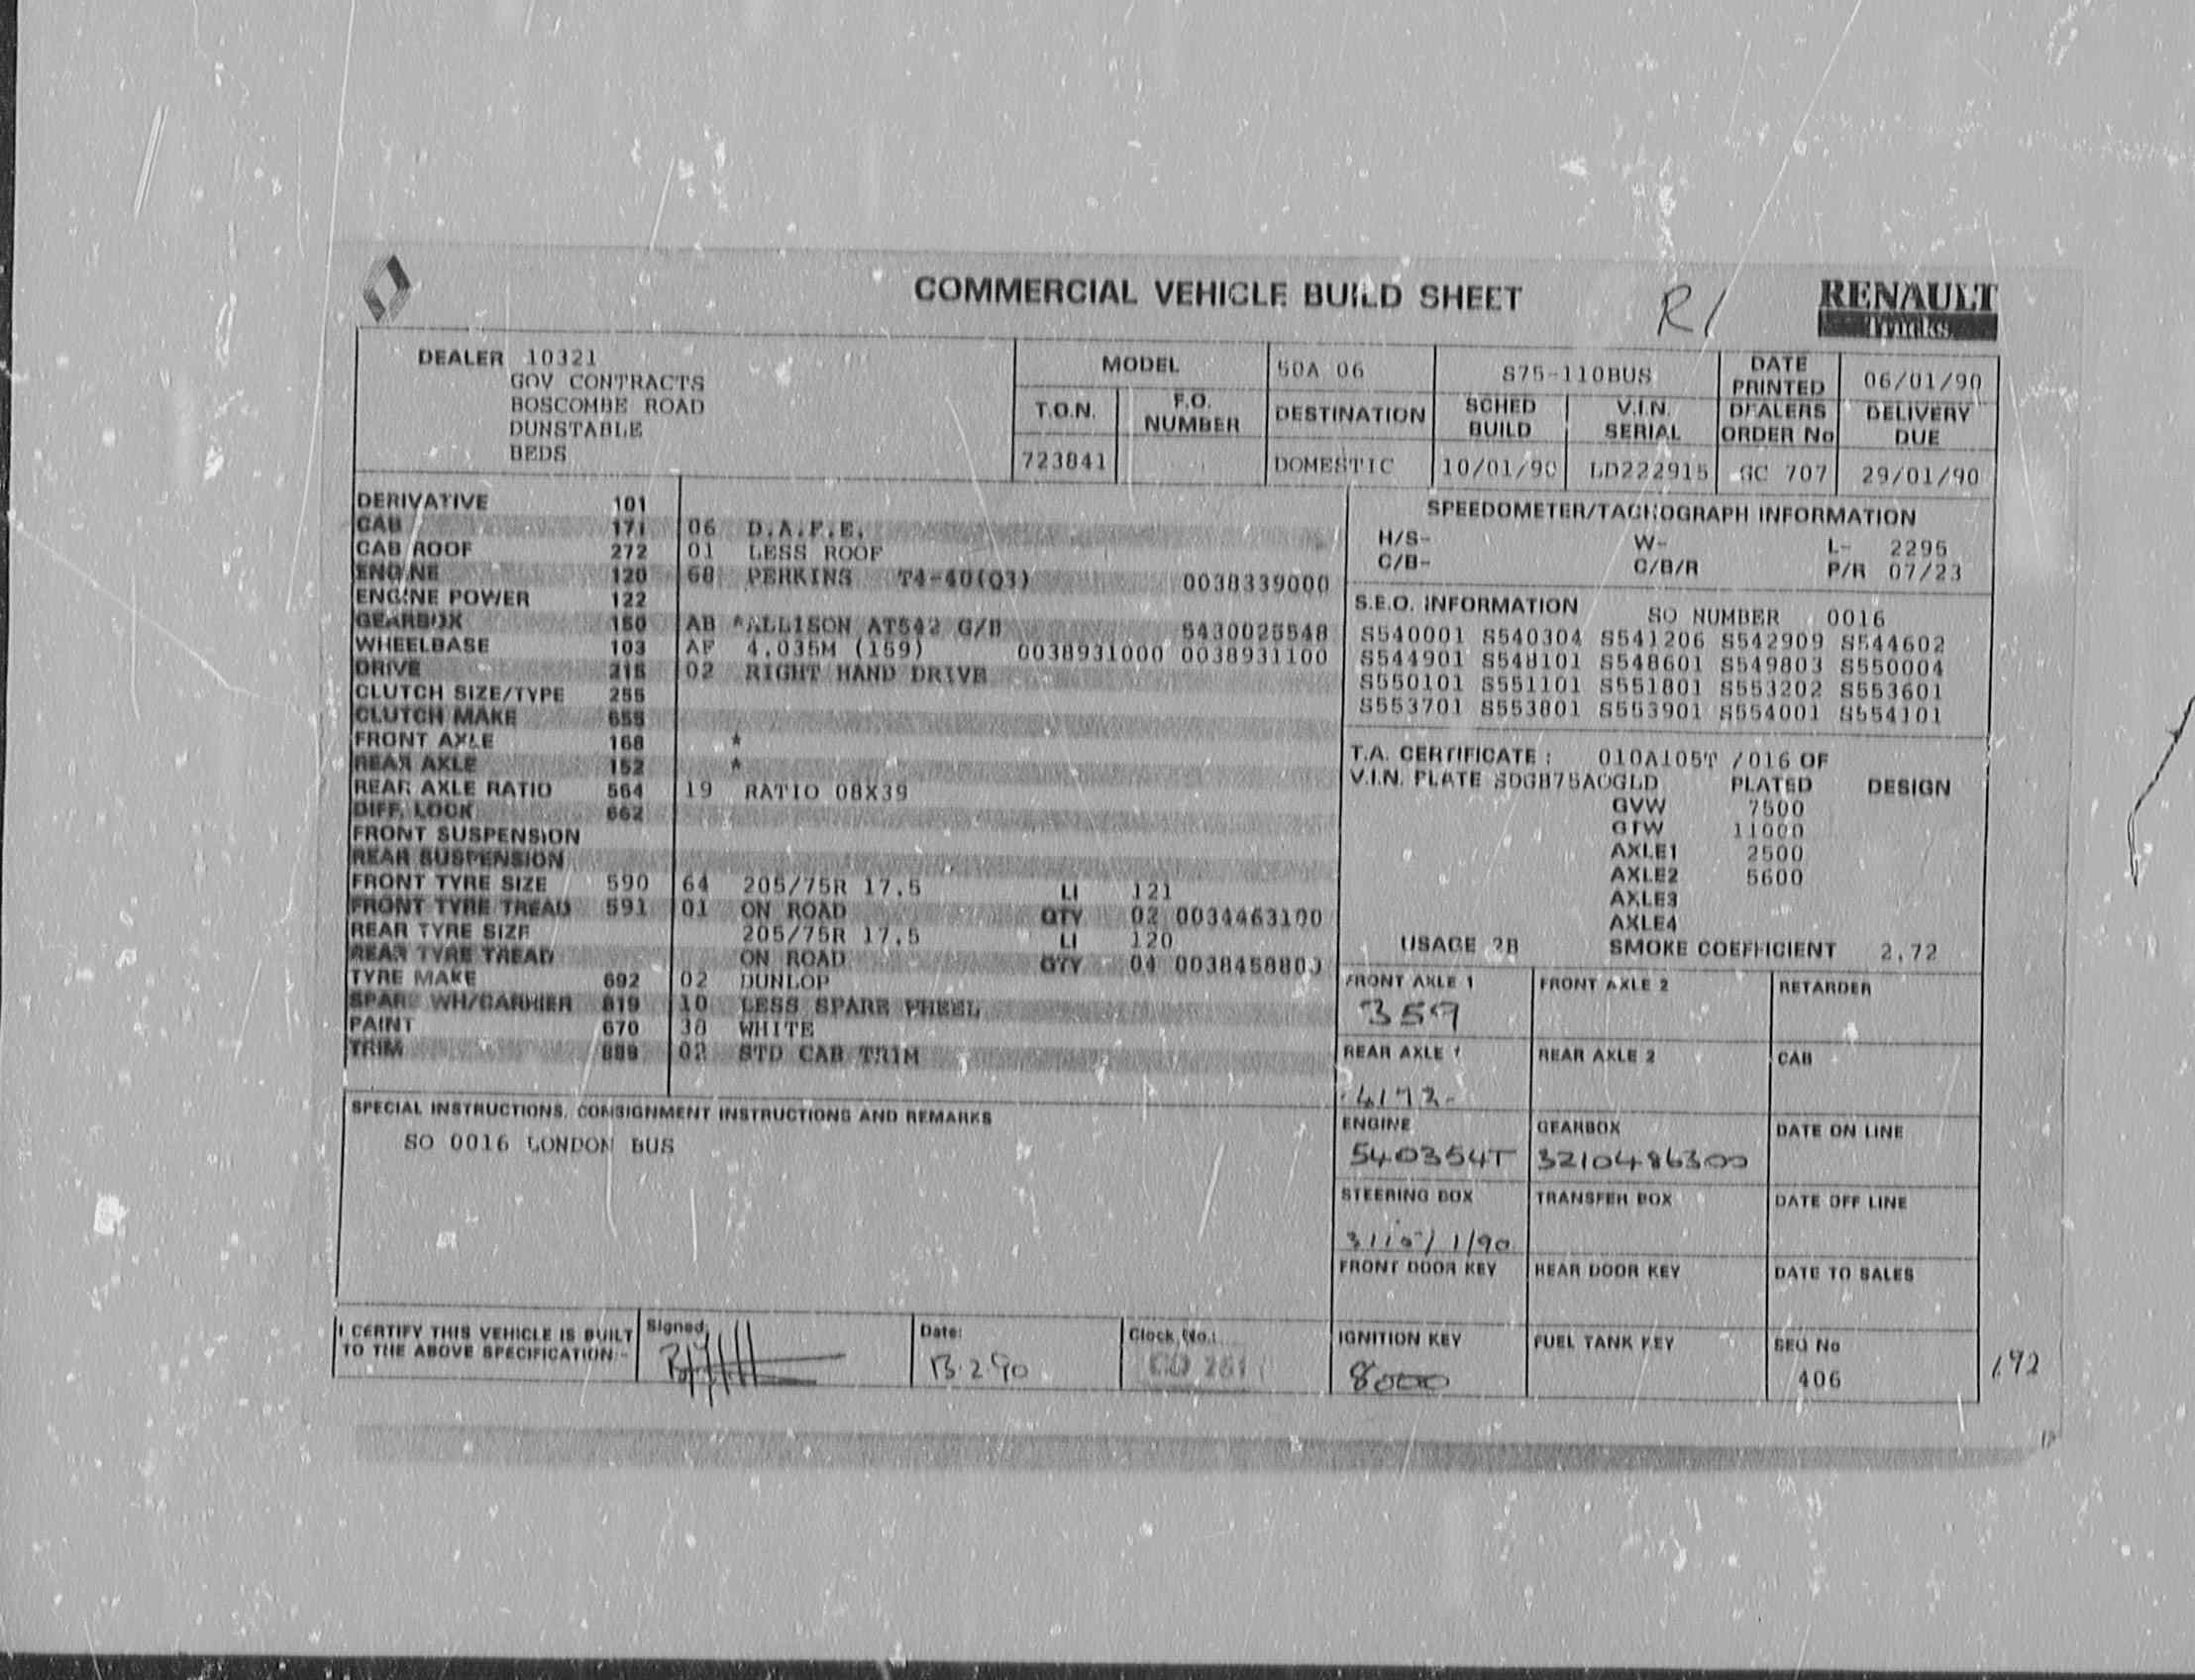 COMMERCIAL VEHICLE BUILD SHEET
R1
RENAULT
Trucks
DEALER 10321
GOV CONTRACTS
BOSCOMBE ROAD
DUNSTABLE
BEDS
MODEL 50A 06 S75-110BUS DATE PRINTED 06/01/90
T.O.N. F.O. NUMBER DESTINATION SCHED BUILD V.I.N. SERIAL DEALERS ORDER No DELIVERY DUE
723841 DOMESTIC 10/01/90 LD222915 GC 707 29/01/90
DERIVATIVE 101
CAB 171 06 D.A.F.E.
CAB ROOF 272 01 LESS ROOF
ENGINE 120 68 PERKINS T4-40(Q3) 0038339000
ENGINE POWER 122
GEARBOX 150 AB *ALLISON AT542 G/B 5430025548
WHEELBASE 103 AF 4.035M (159) 0038931000 0038931100
DRIVE 215 02 RIGHT HAND DRIVE
CLUTCH SIZE/TYPE 255
CLUTCH MAKE 655
FRONT AXLE 168 *
REAR AXLE 152 *
REAR AXLE RATIO 564 19 RATIO 08X39
DIFF. LOCK 662
FRONT SUSPENSION
REAR SUSPENSION
FRONT TYRE SIZE 590 64 205/75R 17.5 LI 121
FRONT TYRE TREAD 591 01 ON ROAD QTY 02 0034463100
REAR TYRE SIZE 205/75R 17.5 LI 120
REAR TYRE TREAD ON ROAD QTY 04 0038458800
TYRE MAKE 692 02 DUNLOP
SPARE WH/CARRIER 819 10 LESS SPARE WHEEL
PAINT 670 30 WHITE
TRIM 886 02 STD CAB TRIM
SPEEDOMETER/TACHOGRAPH INFORMATION
H/S- W- L- 2295
C/B- C/B/R P/R 07/23
S.E.O. INFORMATION SO NUMBER 0016
S540001 S540304 S541206 S542909 S544602
S544901 S548101 S548601 S549803 S550004
S550101 S551101 S551801 S553202 S553601
S553701 S553801 S553901 S554001 S554101
T.A. CERTIFICATE : 010A105T /016 OF
V.I.N. PLATE SDGB75AOGLD PLATED DESIGN
GVW 7500
GTW 11000
AXLE1 2500
AXLE2 5600
AXLE3
AXLE4
USAGE 2B SMOKE COEFFICIENT 2.72
FRONT AXLE 1 FRONT AXLE 2 RETARDER
359
REAR AXLE 1 REAR AXLE 2 CAB
4172
ENGINE GEARBOX DATE ON LINE
540354T 3210486300
STEERING BOX TRANSFER BOX DATE OFF LINE
FRONT DOOR KEY REAR DOOR KEY DATE TO SALES
IGNITION KEY FUEL TANK KEY SEQ No
8000 406
SPECIAL INSTRUCTIONS. CONSIGNMENT INSTRUCTIONS AND REMARKS
SO 0016 LONDON BUS
I CERTIFY THIS VEHICLE IS BUILT
TO THE ABOVE SPECIFICATION:-
Signed:
Date:
13.2.90
Clock No.:
192